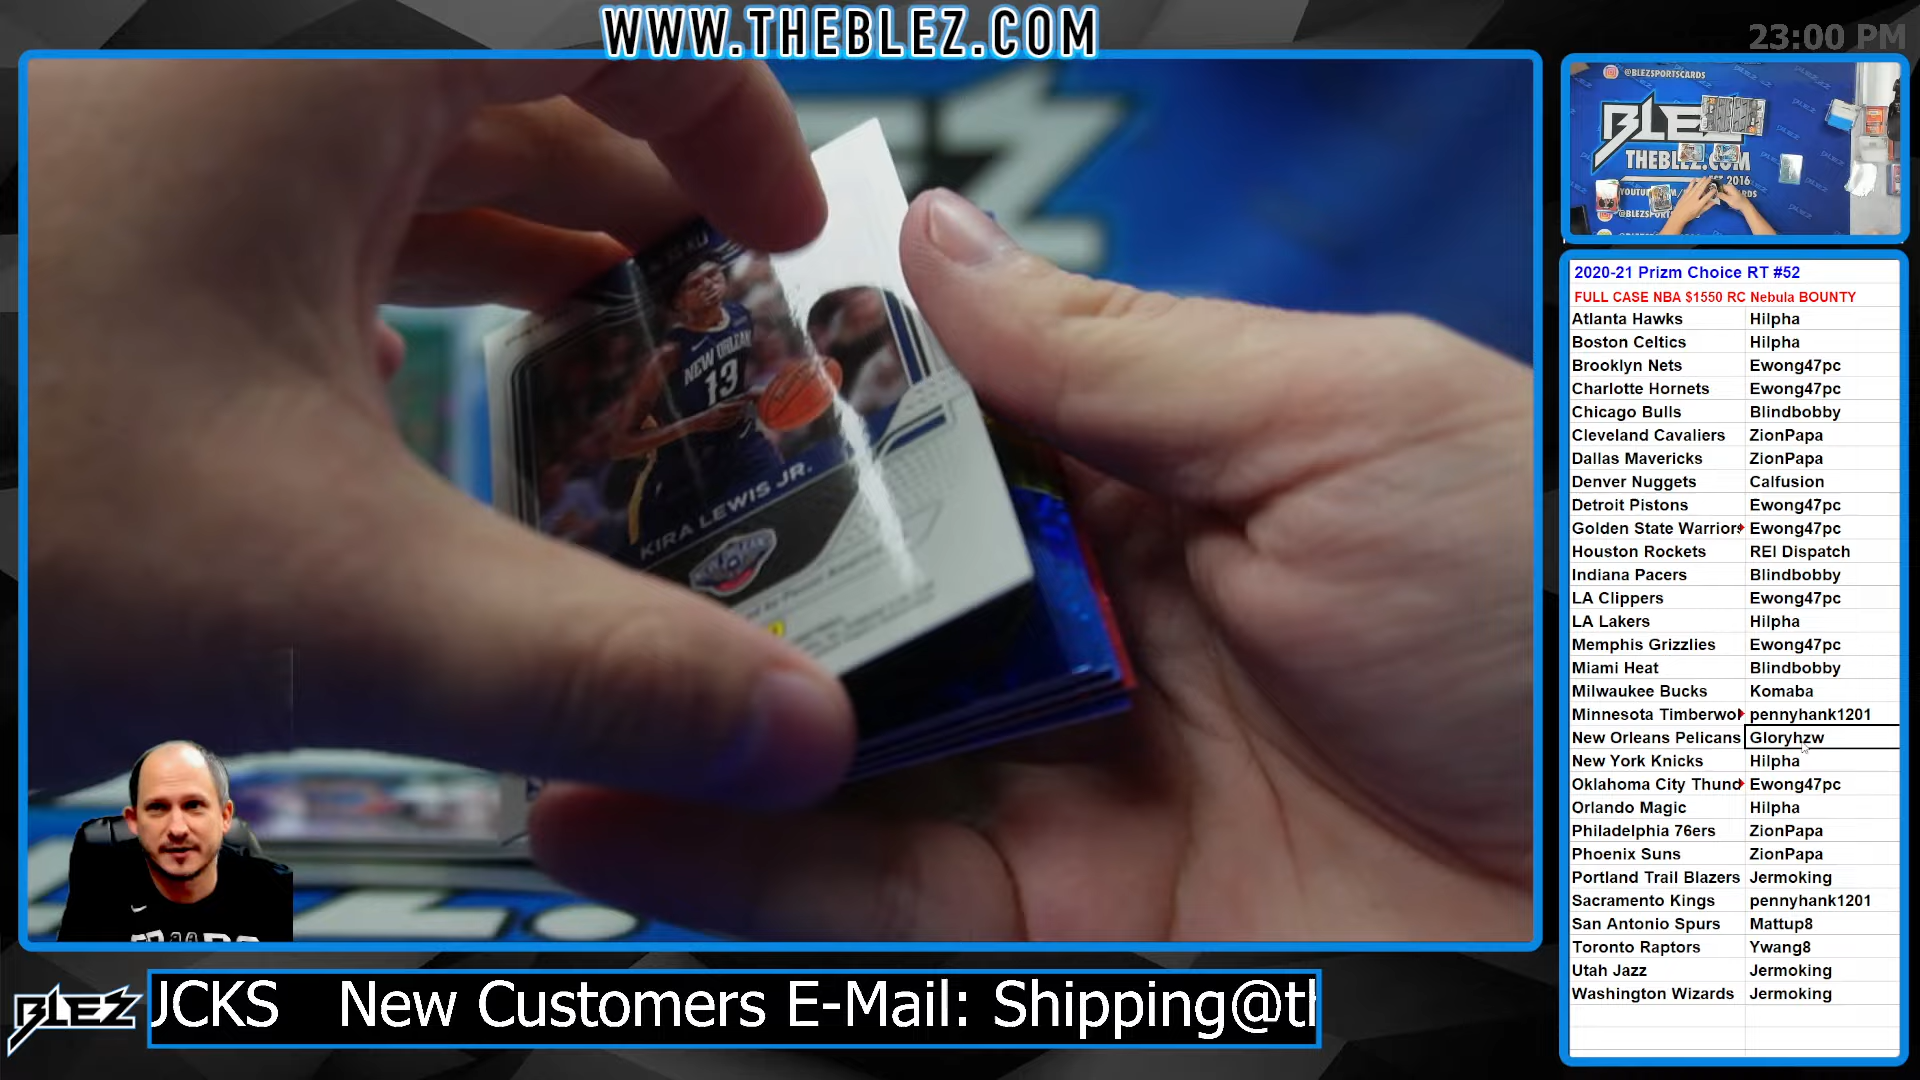 WWW.THEBLEZ.COM
23:00 PM
@BLEZSPORTSCARDS
BLEZ
THEBLEZ.COM
2016
NEW ORLEANS
13
KIRA LEWIS JR.
2020-21 Prizm Choice RT #52
FULL CASE NBA $1550 RC Nebula BOUNTY
Atlanta Hawks Hilpha
Boston Celtics Hilpha
Brooklyn Nets Ewong47pc
Charlotte Hornets Ewong47pc
Chicago Bulls Blindbobby
Cleveland Cavaliers ZionPapa
Dallas Mavericks ZionPapa
Denver Nuggets Calfusion
Detroit Pistons Ewong47pc
Golden State Warriors Ewong47pc
Houston Rockets REI Dispatch
Indiana Pacers Blindbobby
LA Clippers Ewong47pc
LA Lakers Hilpha
Memphis Grizzlies Ewong47pc
Miami Heat Blindbobby
Milwaukee Bucks Komaba
Minnesota Timberwol pennyhank1201
New Orleans Pelicans Gloryhzw
New York Knicks Hilpha
Oklahoma City Thund Ewong47pc
Orlando Magic Hilpha
Philadelphia 76ers ZionPapa
Phoenix Suns ZionPapa
Portland Trail Blazers Jermoking
Sacramento Kings pennyhank1201
San Antonio Spurs Mattup8
Toronto Raptors Ywang8
Utah Jazz Jermoking
Washington Wizards Jermoking
BLEZ
JCKS New Customers E-Mail: Shipping@th